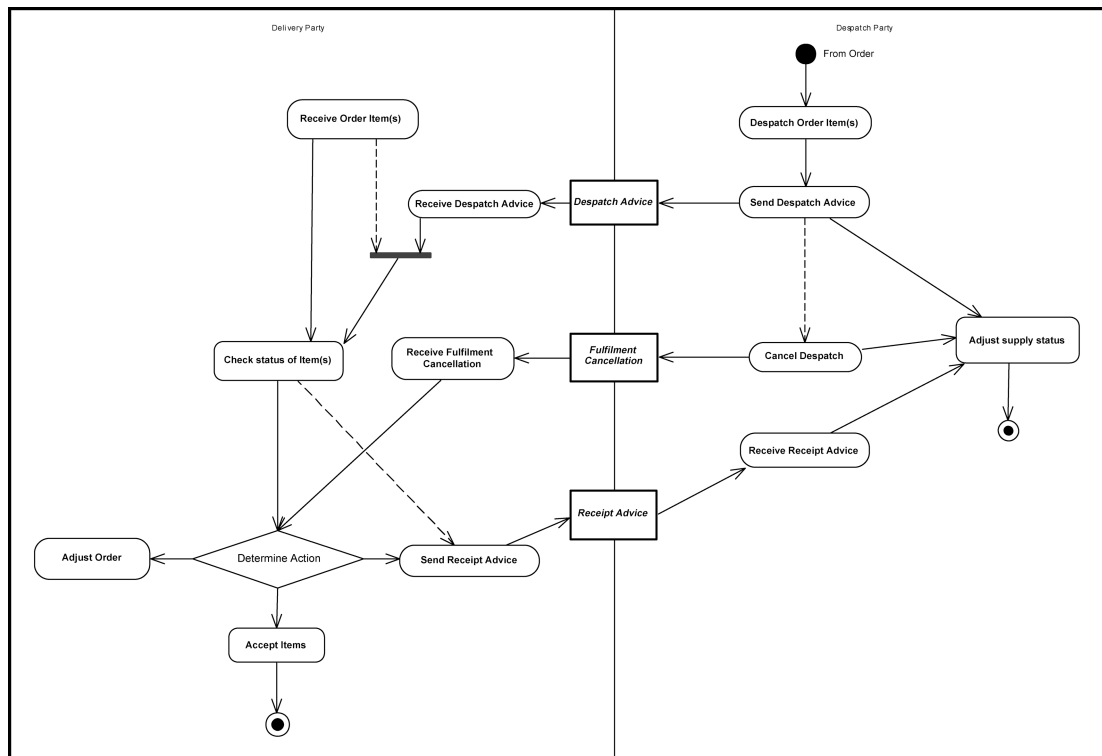 Delivery Party
Despatch Party
From Order
Receive Order Item(s)
Despatch Order Item(s)
Receive Despatch Advice
Despatch Advice
Send Despatch Advice
Check status of Item(s)
Receive Fulfilment
Cancellation
Fulfilment
Cancellation
Cancel Despatch
Adjust supply status
Receive Receipt Advice
Receipt Advice
Adjust Order
Determine Action
Send Receipt Advice
Accept Items